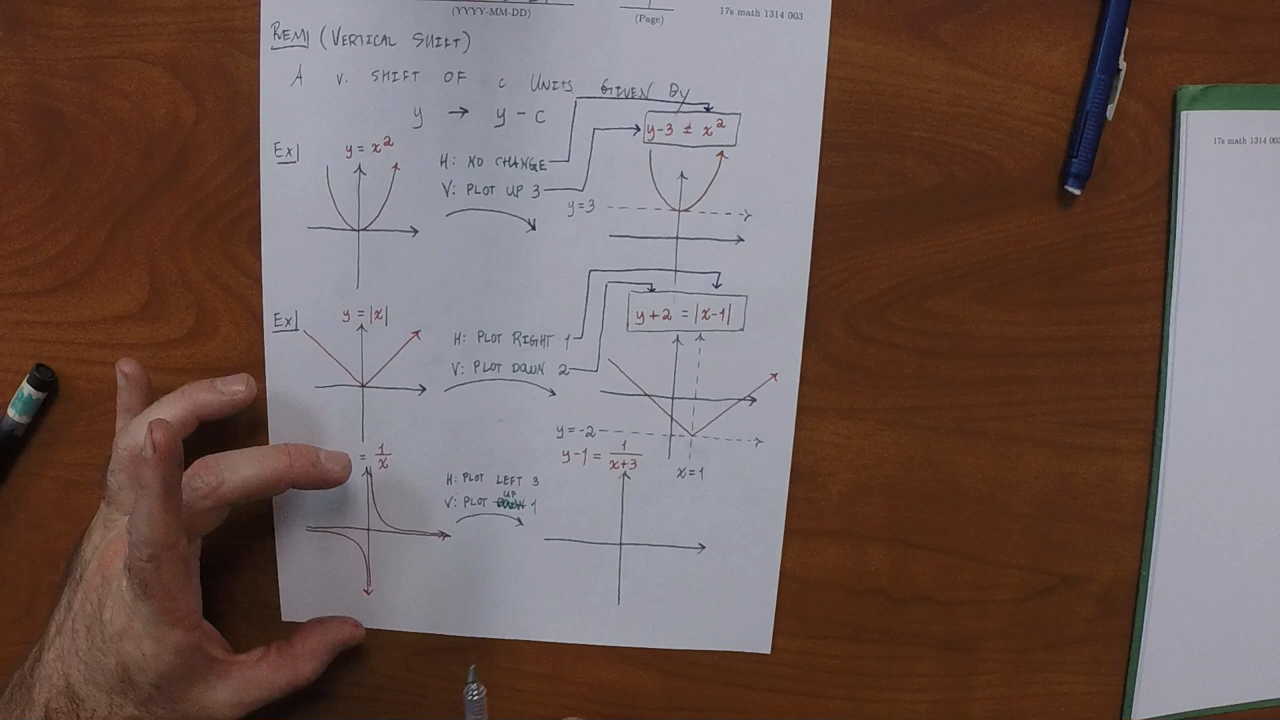 (YYYY-MM-DD)
(Page)
17s math 1314 003
REM (VERTICAL SHIFT)
A V. SHIFT OF c UNITS GIVEN BY
y → y - c
Ex
y = x²
H: NO CHANGE
V: PLOT UP 3
y-3 = x²
y=3
Ex
y = |x|
H: PLOT RIGHT 1
V: PLOT DOWN 2
y+2 = |x-1|
y=-2
x=1
= 1/x
H: PLOT LEFT 3
V: PLOT UP 1
y-1 = 1/(x+3)
17s math 1314 003